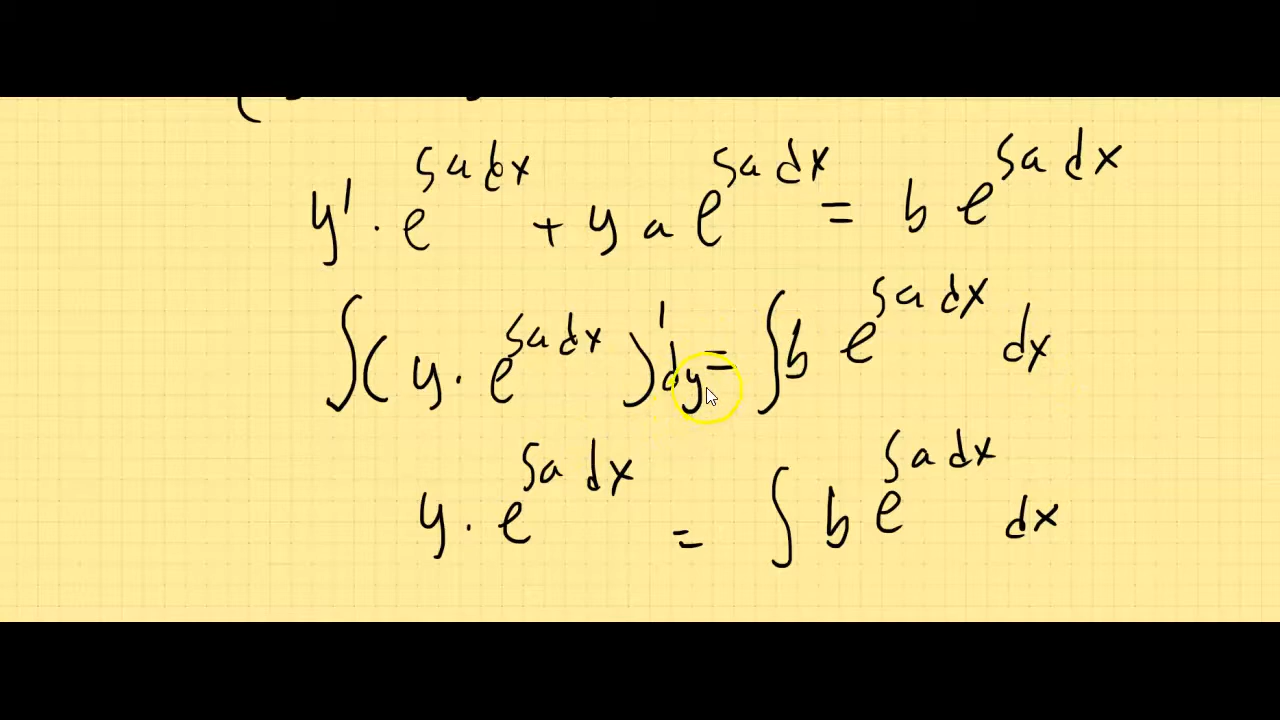 y' · e^{∫a dx} + y a e^{∫a dx} = b e^{∫a dx}
∫(y · e^{∫a dx})' dy = ∫b e^{∫a dx} dx
y · e^{∫a dx} = ∫ b e^{∫a dx} dx